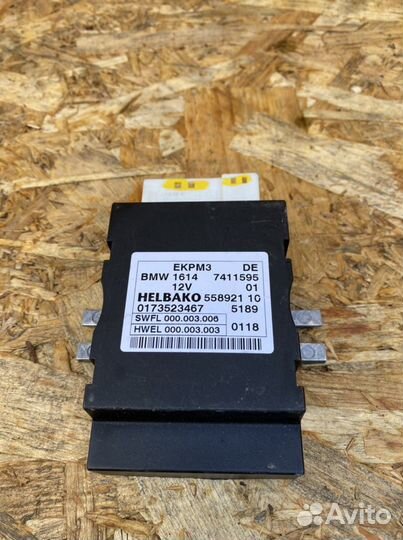 EKPM3 DE
BMW 1614 7411595
12V 01
HELBAKO 558921 10
0173523467 5189
SWFL 000.003.006
HWEL 000.003.003 0118
Avito